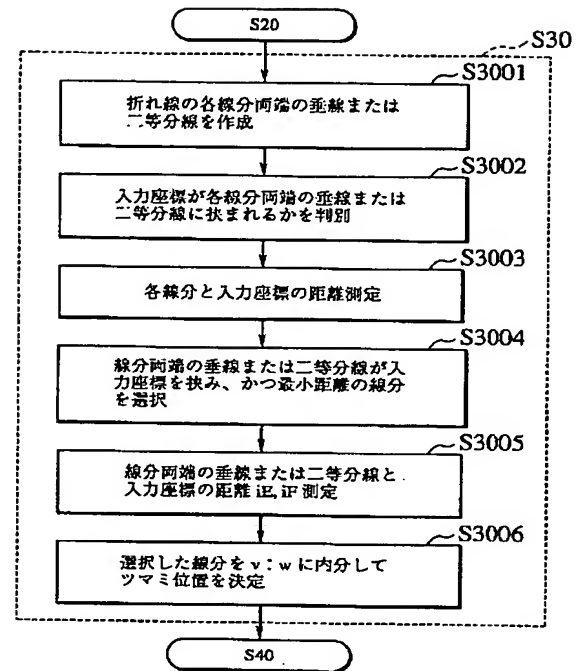 S20
S30
S3001
折れ線の各線分両端の垂線または
二等分線を作成
S3002
入力座標が各線分両端の垂線または
二等分線に挟まれるかを判別
S3003
各線分と入力座標の距離測定
S3004
線分両端の垂線または二等分線が入
力座標を挟み、かつ最小距離の線分
を選択
S3005
線分両端の垂線または二等分線と
入力座標の距離 iE, iF 測定
S3006
選択した線分を v：w に内分して
ツマミ位置を決定
S40